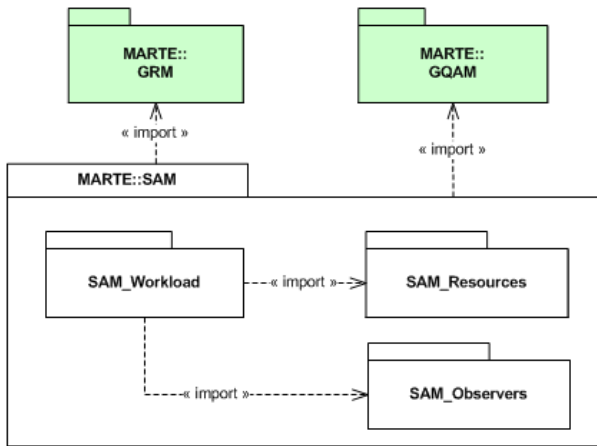 MARTE::
GRM
MARTE::
GQAM
« import »
« import »
MARTE::SAM
SAM_Workload
« import »
SAM_Resources
« import »
SAM_Observers